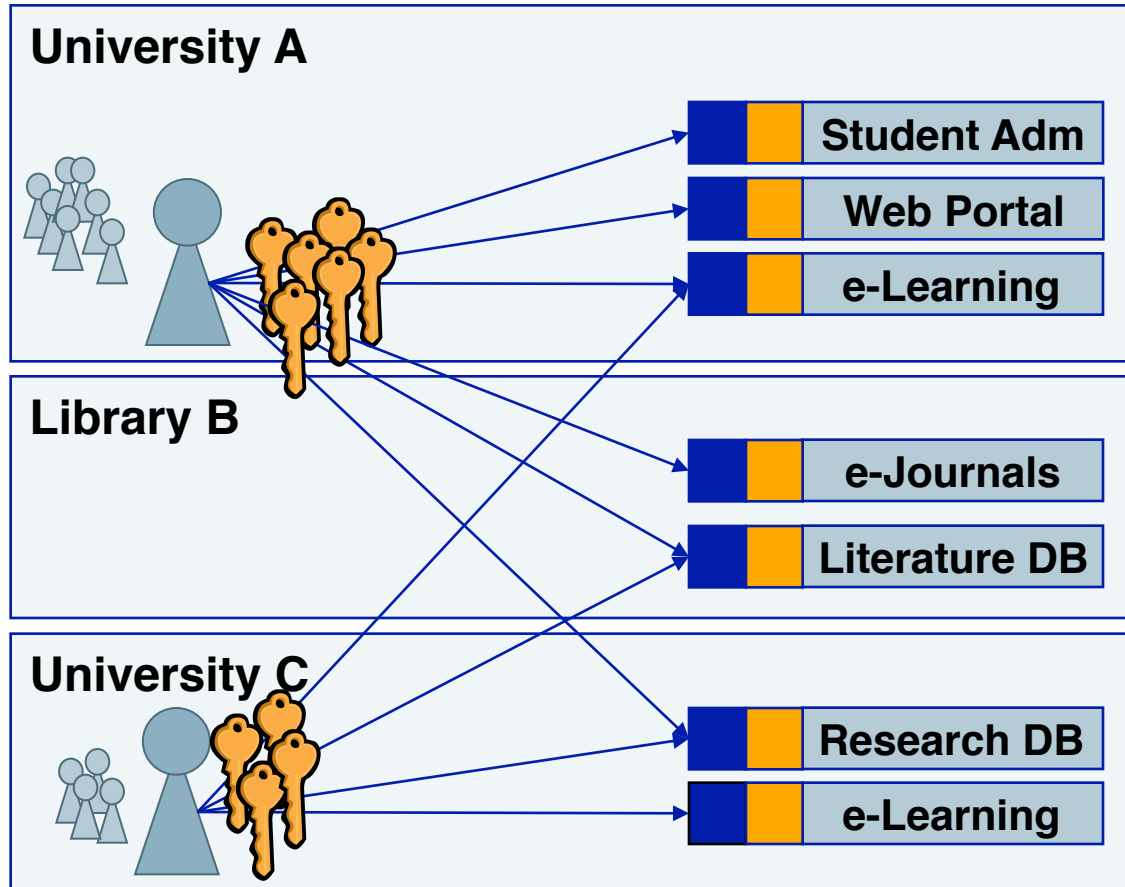 University A
Student Adm
Web Portal
e-Learning
Library B
e-Journals
Literature DB
University C
Research DB
e-Learning